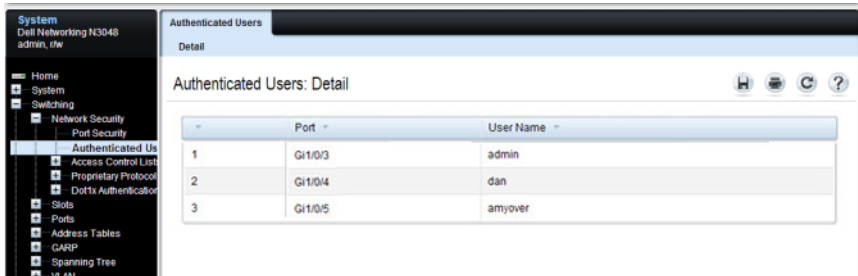 System
Dell Networking N3048
admin, r/w
Home
System
Switching
Network Security
Port Security
Authenticated Us
Access Control List
Proprietary Protocol
Dot1x Authentication
Slots
Ports
Address Tables
GARP
Spanning Tree
VLAN
Authenticated Users
Detail
Authenticated Users: Detail
?
Port User Name
1 Gi1/0/3 admin
2 Gi1/0/4 dan
3 Gi1/0/5 amyover